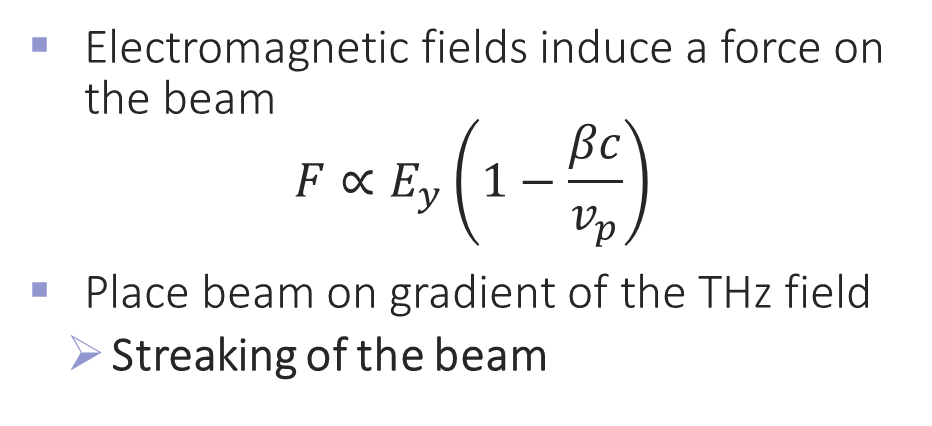 ▪ Electromagnetic fields induce a force on
the beam
F ∝ E_y (1 − βc/v_p)
▪ Place beam on gradient of the THz field
➢ Streaking of the beam